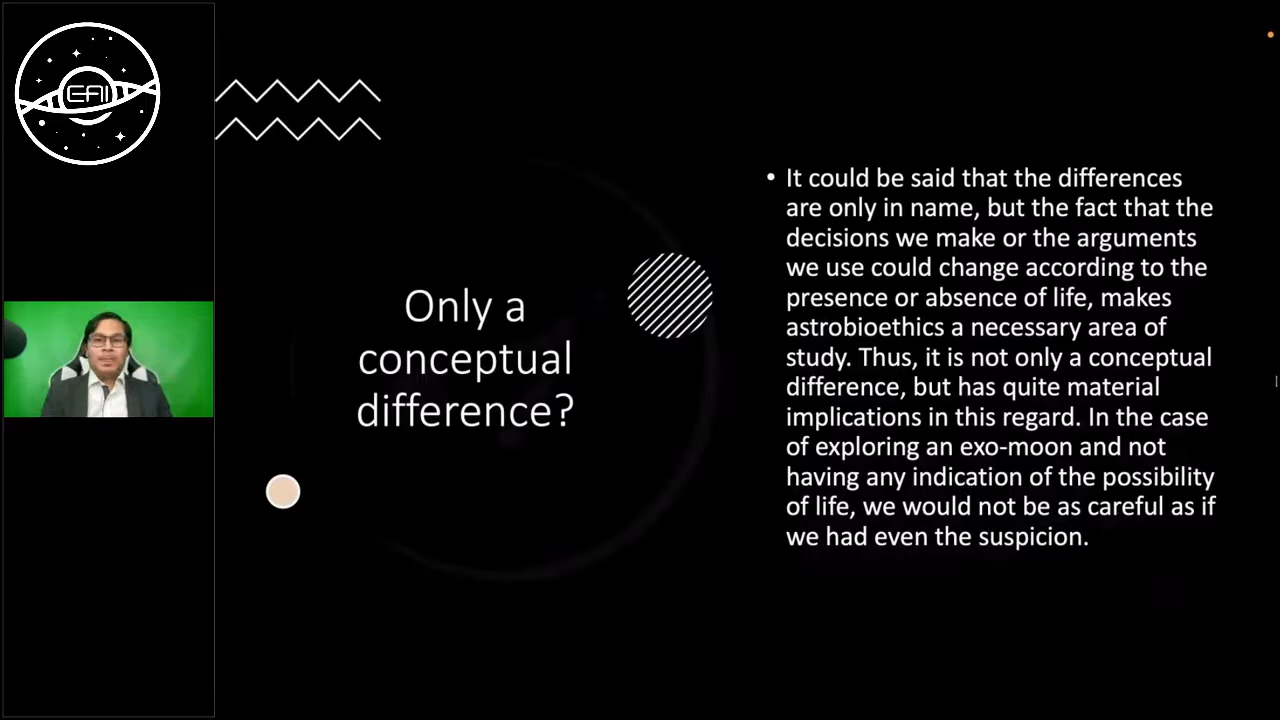 EAI
Only a
conceptual
difference?
• It could be said that the differences
are only in name, but the fact that the
decisions we make or the arguments
we use could change according to the
presence or absence of life, makes
astrobioethics a necessary area of
study. Thus, it is not only a conceptual
difference, but has quite material
implications in this regard. In the case
of exploring an exo-moon and not
having any indication of the possibility
of life, we would not be as careful as if
we had even the suspicion.